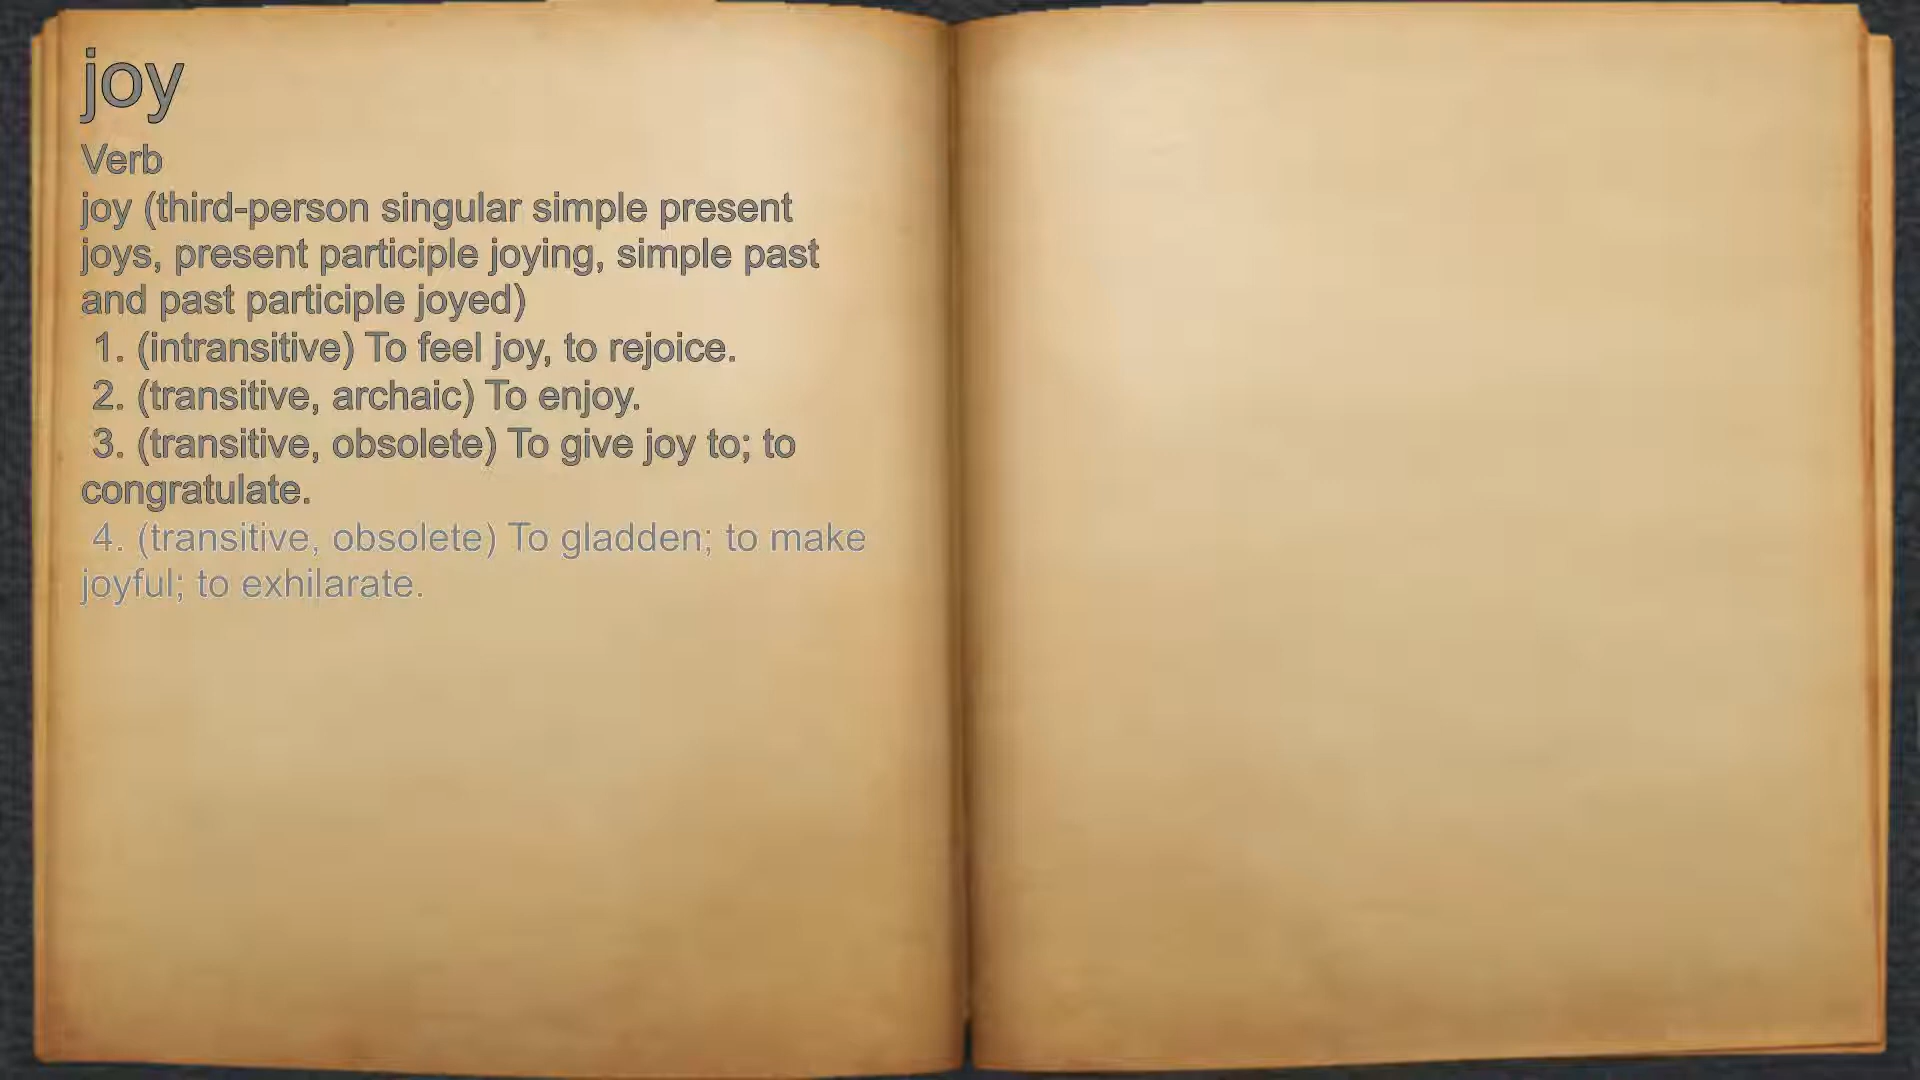 joy
Verb
joy (third-person singular simple present
joys, present participle joying, simple past
and past participle joyed)
1. (intransitive) To feel joy, to rejoice.
2. (transitive, archaic) To enjoy.
3. (transitive, obsolete) To give joy to; to
congratulate.
4. (transitive, obsolete) To gladden; to make
joyful; to exhilarate.